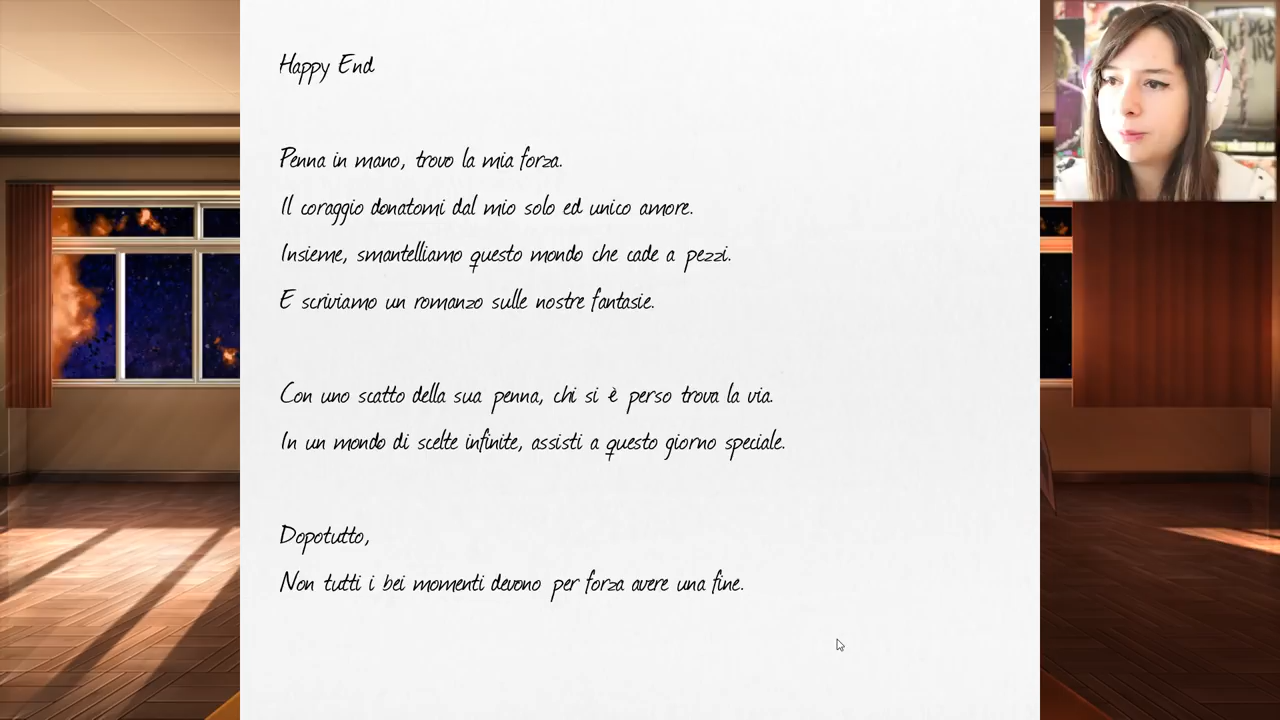 Happy End
Penna in mano, trovo la mia forza.
Il coraggio donatomi dal mio solo ed unico amore.
Insieme, smantelliamo questo mondo che cade a pezzi.
E scriviamo un romanzo sulle nostre fantasie.
Con uno scatto della sua penna, chi si è perso trova la via.
In un mondo di scelte infinite, assisti a questo giorno speciale.
Dopotutto,
Non tutti i bei momenti devono per forza avere una fine.